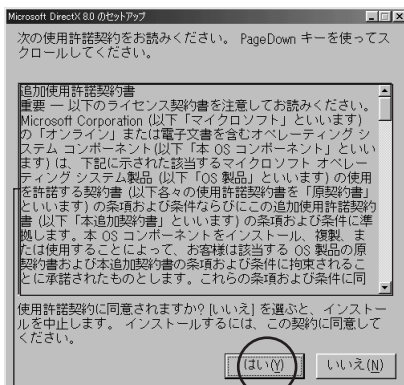 Microsoft DirectX 8.0 のセットアップ
次の使用許諾契約をお読みください。 PageDown キーを使ってス
クロールしてください。
追加使用許諾契約書
重要 ― 以下のライセンス契約書を注意してお読みください。
Microsoft Corporation (以下「マイクロソフト」といいます)
の「オンライン」または電子文書を含むオペレーティング シ
ステム コンポーネント(以下「本 OS コンポーネント」といい
ます) は、下記に示された該当するマイクロソフト オペレー
ティング システム製品 (以下「OS 製品」といいます) の使用
を許諾する契約書 (以下各々の使用許諾契約書を「原契約書」
といいます) の条項および条件ならびにこの追加使用許諾契約
書 (以下「本追加契約書」といいます) の条項および条件に準
拠します。本 OS コンポーネントをインストール、複製、ま
たは使用することによって、お客様は該当する OS 製品の原
契約書および本追加契約書の条項および条件に拘束されるこ
とに承諾されたものとします。これらの条項および条件に同
使用許諾契約に同意されますか? [いいえ] を選ぶと、インストー
ルを中止します。 インストールするには、この契約に同意して
ください。
はい(Y)
いいえ(N)